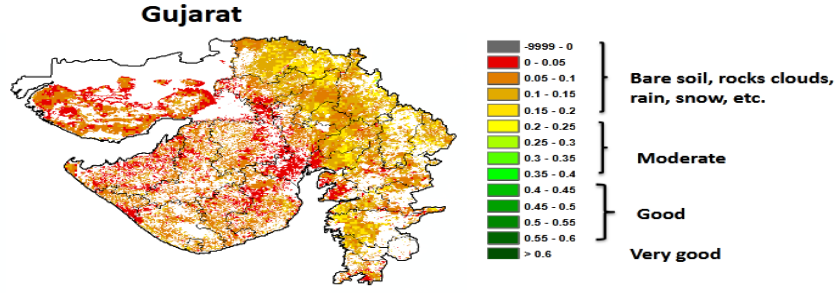 Gujarat
-9999 - 0
0 - 0.05
0.05 - 0.1
0.1 - 0.15
0.15 - 0.2
0.2 - 0.25
0.25 - 0.3
0.3 - 0.35
0.35 - 0.4
0.4 - 0.45
0.45 - 0.5
0.5 - 0.55
0.55 - 0.6
> 0.6
Bare soil, rocks clouds,
rain, snow, etc.
Moderate
Good
Very good